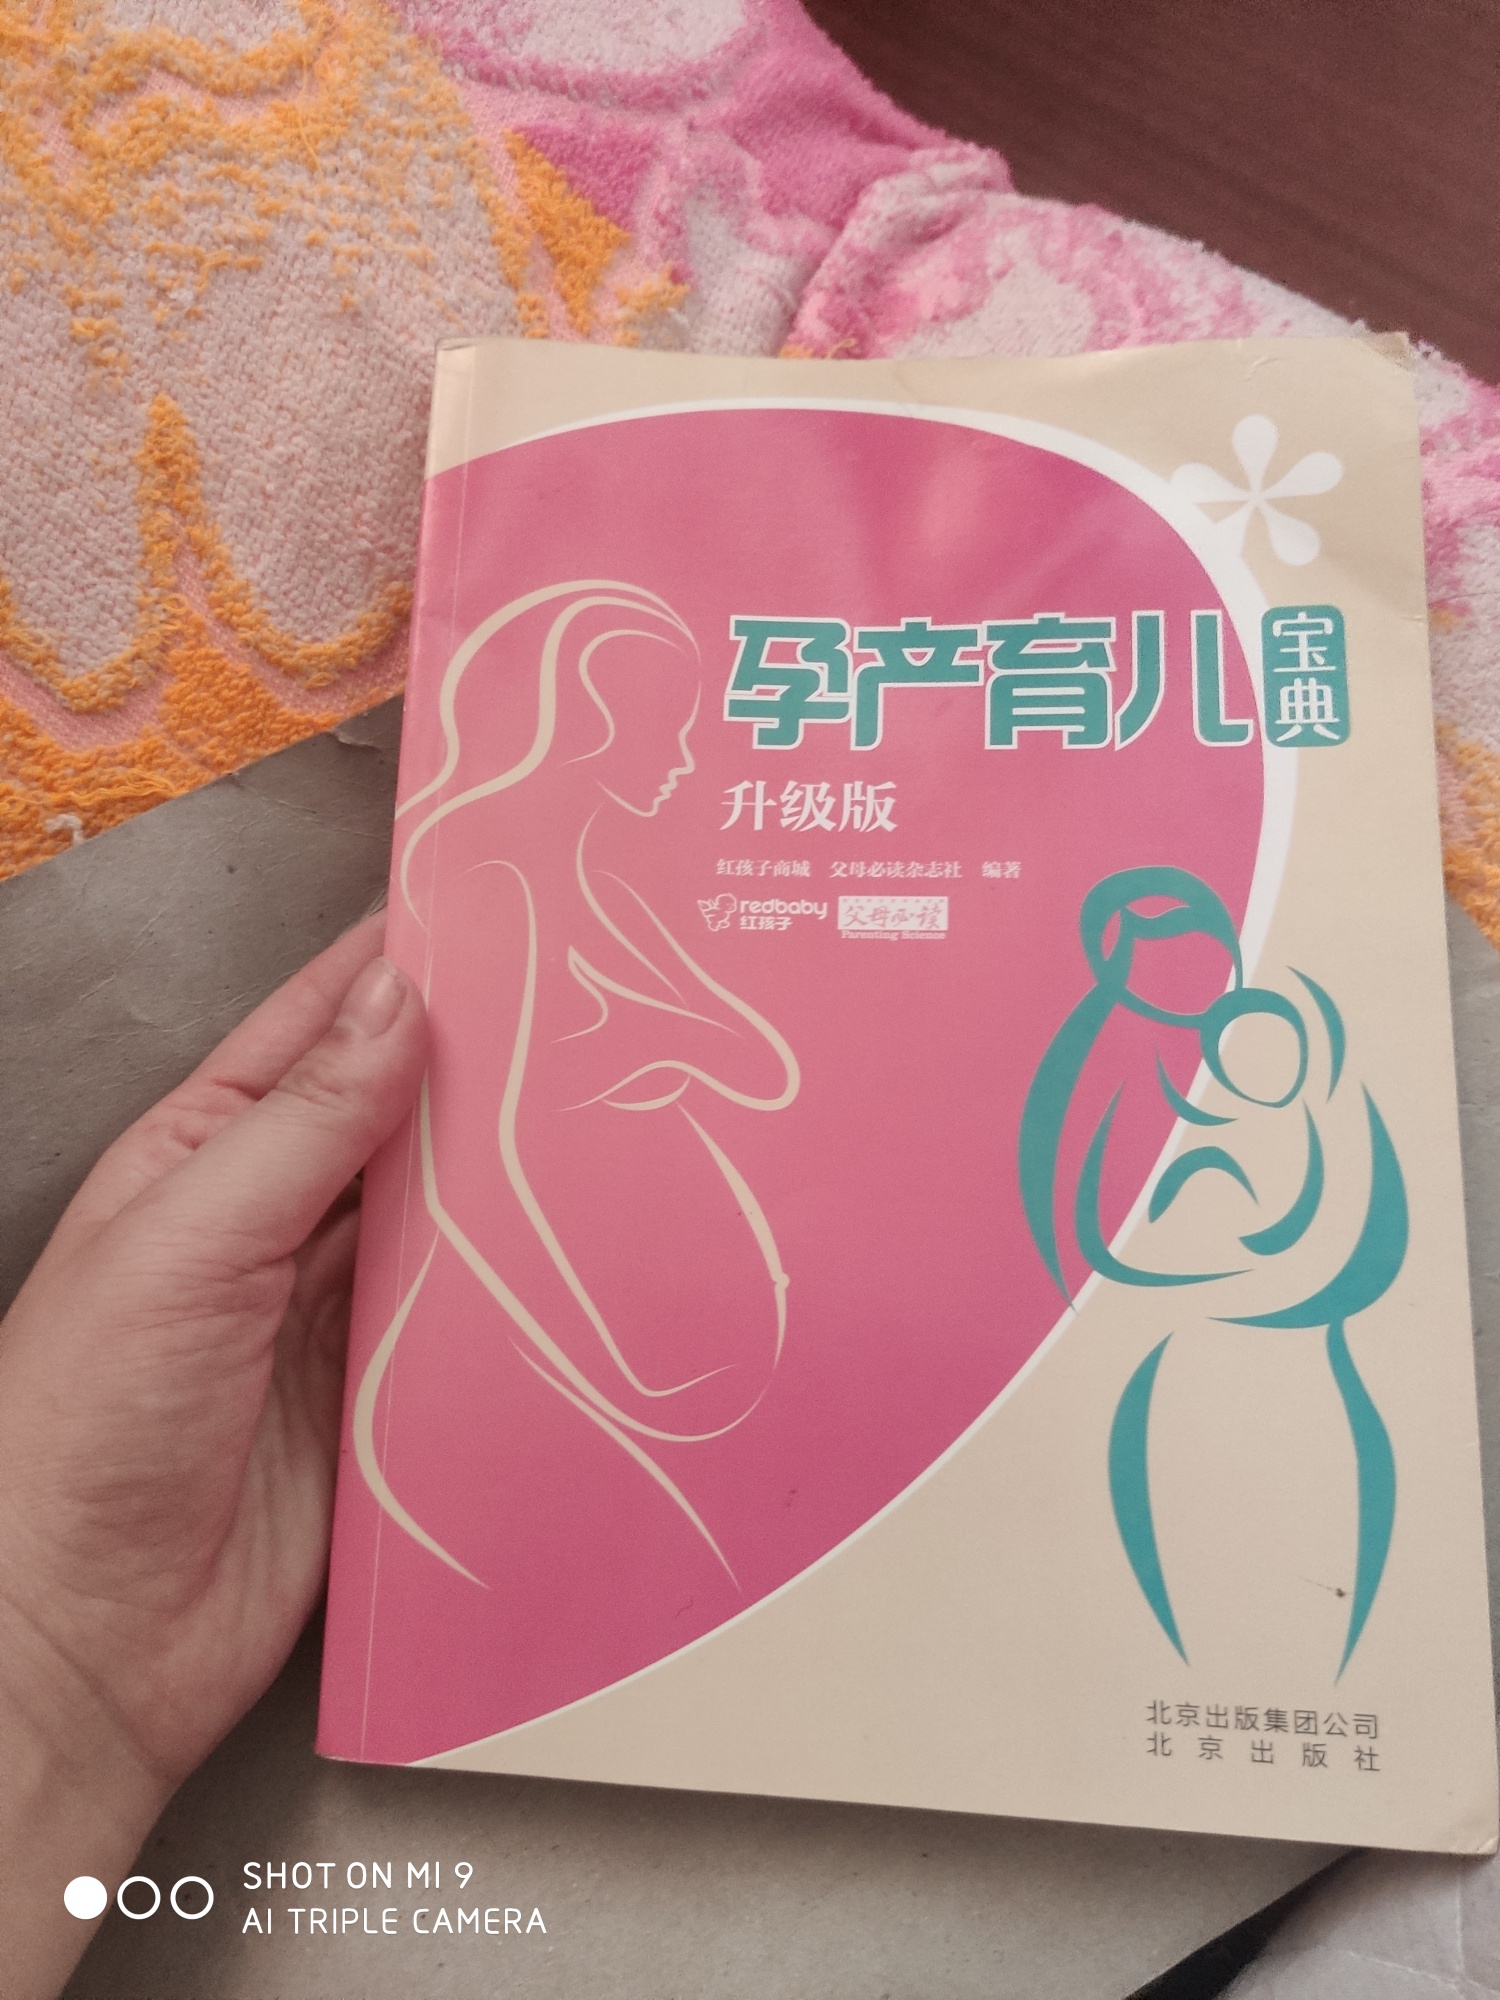 孕产育儿宝典
升级版
红孩子商城 父母必读杂志社 编著
redbaby
红孩子
父母必读
Parenting Science
北京出版集团公司
北京出版社
SHOT ON MI 9
AI TRIPLE CAMERA